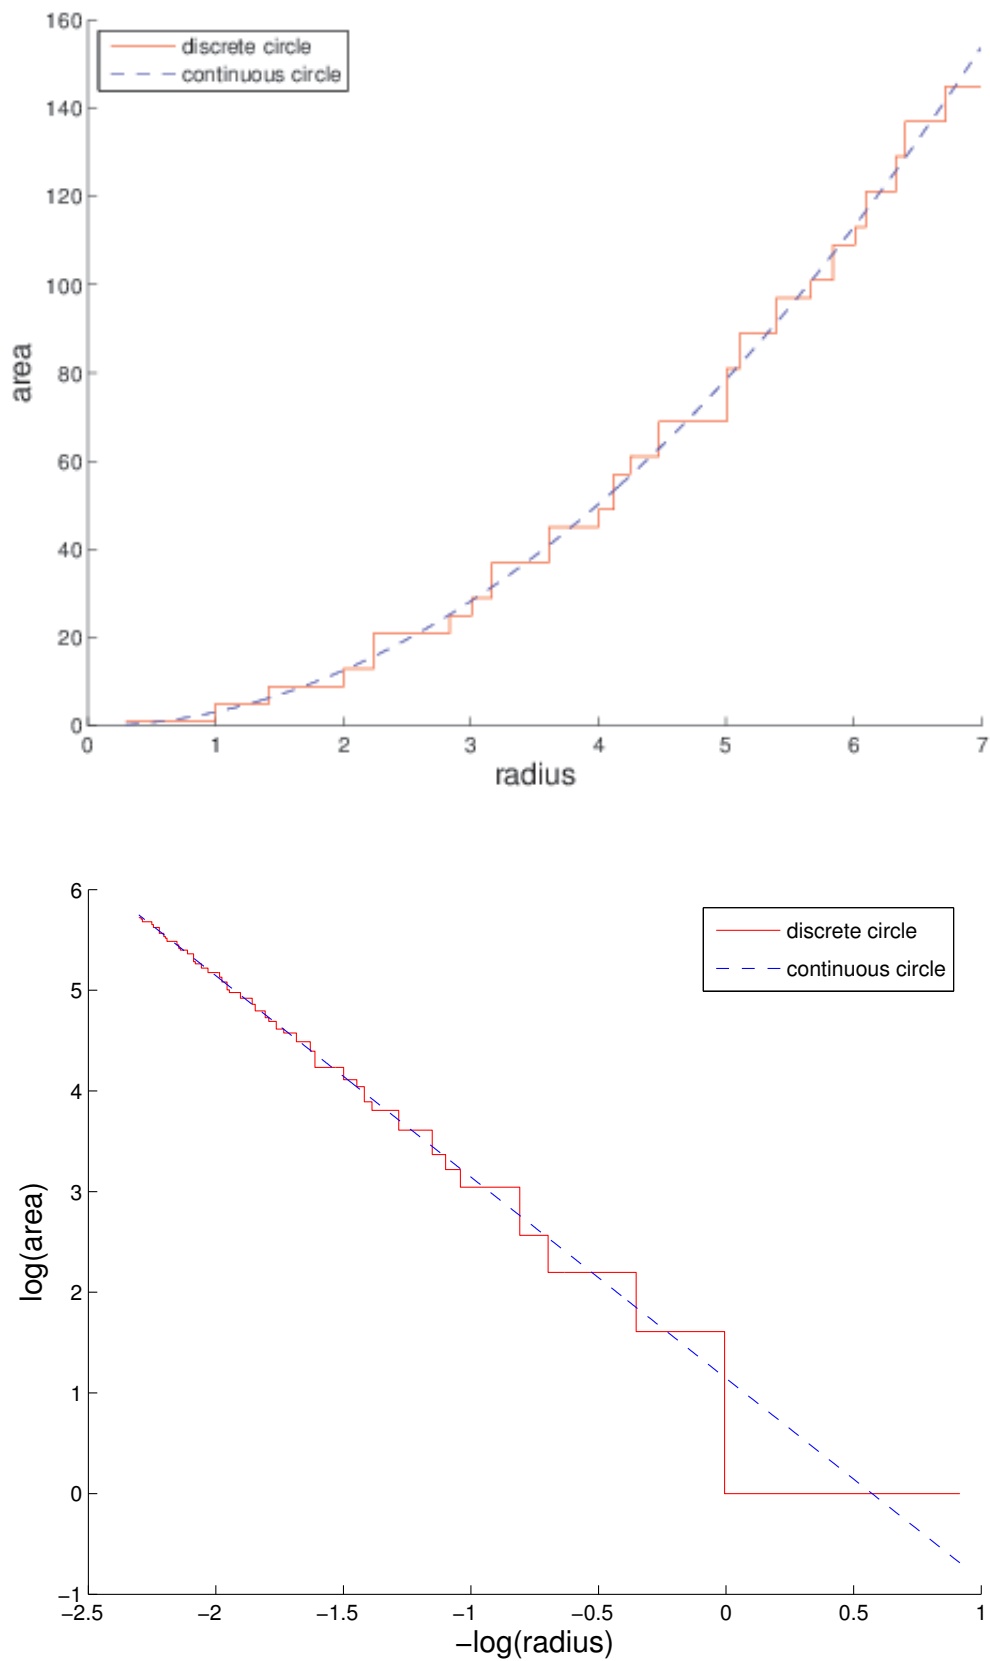 160
140
120
100
80
60
40
20
0
area
discrete circle
continuous circle
0 1 2 3 4 5 6 7
radius
6
5
4
3
2
1
0
−1
log(area)
discrete circle
continuous circle
−2.5 −2 −1.5 −1 −0.5 0 0.5 1
−log(radius)